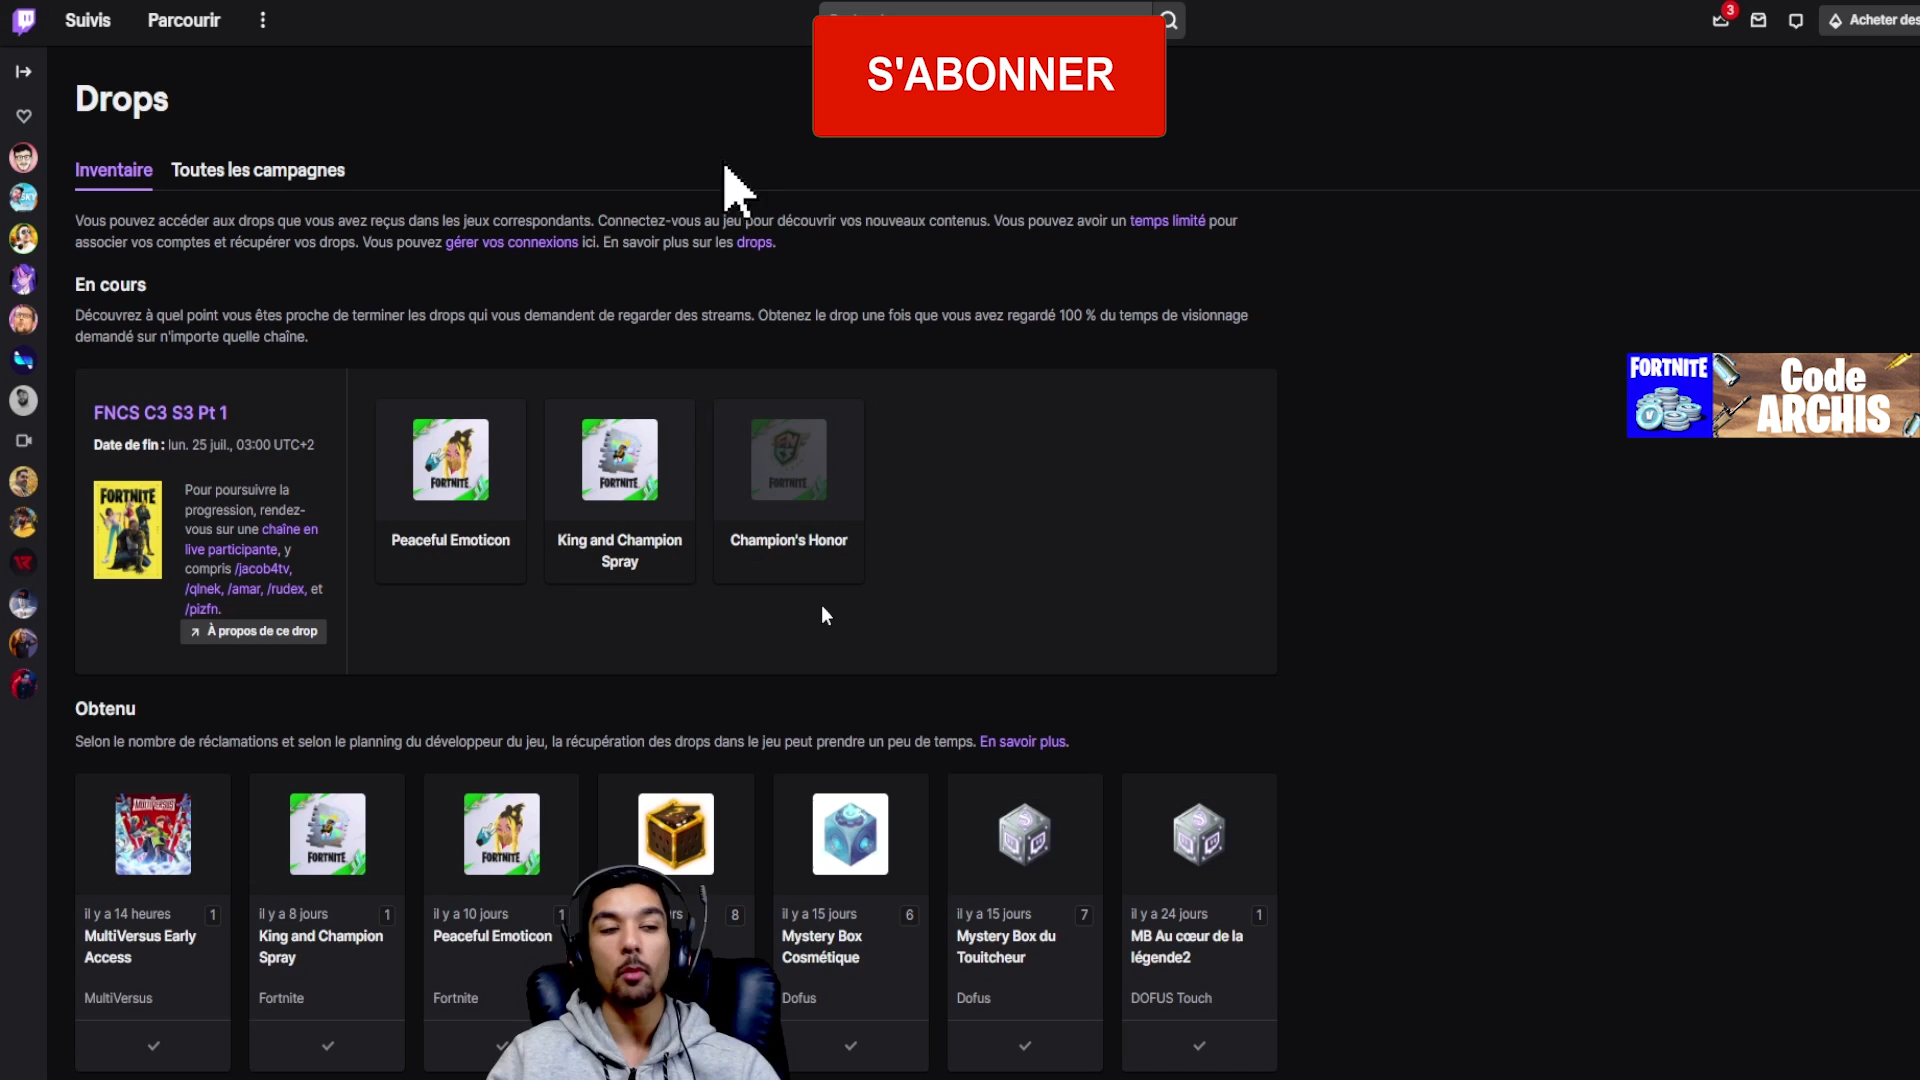 Suivis
Parcourir
3
Acheter des
S'ABONNER
Drops
Inventaire
Toutes les campagnes
Vous pouvez accéder aux drops que vous avez reçus dans les jeux correspondants. Connectez-vous au jeu pour découvrir vos nouveaux contenus. Vous pouvez avoir un temps limité pour
associer vos comptes et récupérer vos drops. Vous pouvez gérer vos connexions ici. En savoir plus sur les drops.
En cours
Découvrez à quel point vous êtes proche de terminer les drops qui vous demandent de regarder des streams. Obtenez le drop une fois que vous avez regardé 100 % du temps de visionnage
demandé sur n'importe quelle chaîne.
FORTNITE
Code
ARCHIS
FNCS C3 S3 Pt 1
Date de fin : lun. 25 juil., 03:00 UTC+2
FORTNITE
Pour poursuivre la
progression, rendez-
vous sur une chaîne en
live participante, y
compris /jacob4tv,
/qlnek, /amar, /rudex, et
/pizfn.
À propos de ce drop
FORTNITE
Peaceful Emoticon
FORTNITE
King and Champion
Spray
FORTNITE
Champion's Honor
Obtenu
Selon le nombre de réclamations et selon le planning du développeur du jeu, la récupération des drops dans le jeu peut prendre un peu de temps. En savoir plus.
MULTIVERSUS
il y a 14 heures
1
MultiVersus Early
Access
MultiVersus
FORTNITE
il y a 8 jours
1
King and Champion
Spray
Fortnite
FORTNITE
il y a 10 jours
1
Peaceful Emoticon
Fortnite
8
il y a 15 jours
6
Mystery Box
Cosmétique
Dofus
il y a 15 jours
7
Mystery Box du
Touitcheur
Dofus
il y a 24 jours
1
MB Au cœur de la
légende2
DOFUS Touch